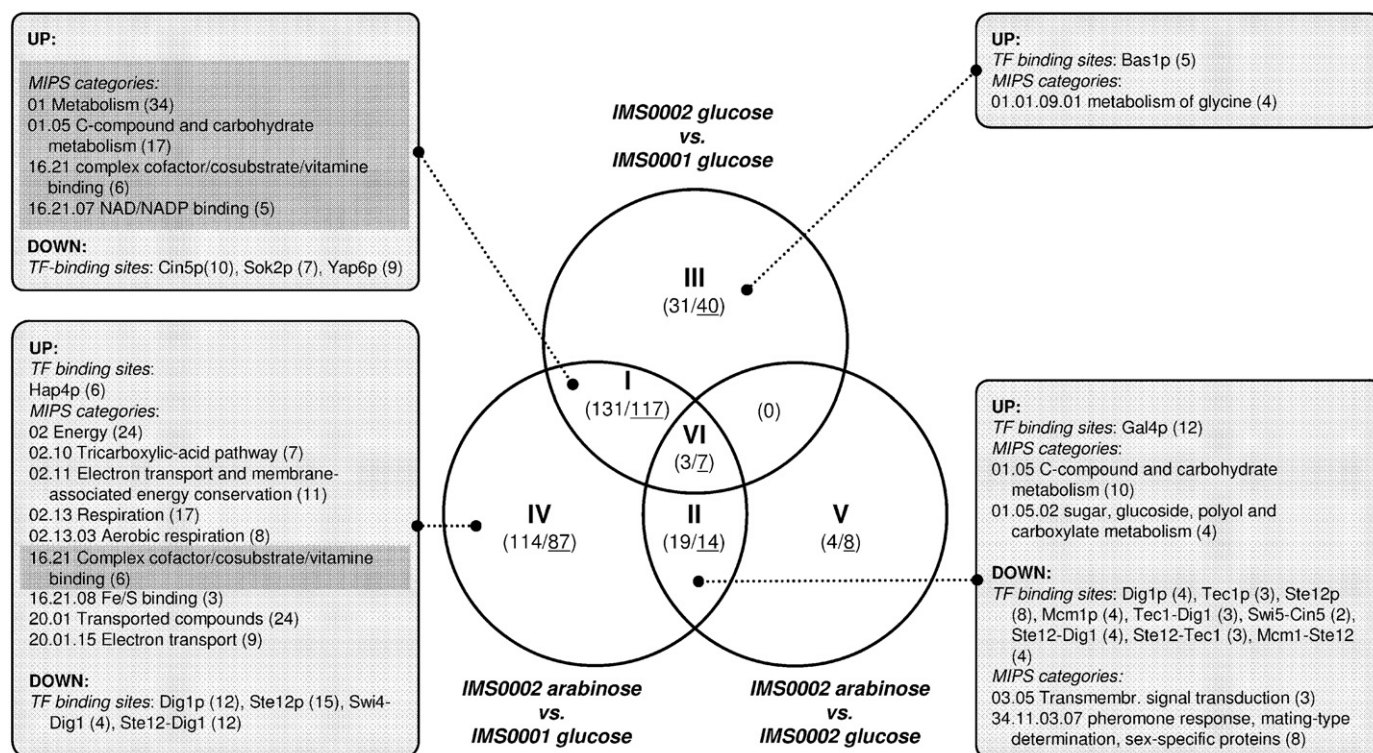 UP:
MIPS categories:
01 Metabolism (34)
01.05 C-compound and carbohydrate
metabolism (17)
16.21 complex cofactor/cosubstrate/vitamine
binding (6)
16.21.07 NAD/NADP binding (5)
DOWN:
TF-binding sites: Cin5p(10), Sok2p (7), Yap6p (9)
UP:
TF binding sites: Bas1p (5)
MIPS categories:
01.01.09.01 metabolism of glycine (4)
IMS0002 glucose
vs.
IMS0001 glucose
III
(31/40)
I
(131/117)
(0)
VI
(3/7)
IV
(114/87)
II
(19/14)
V
(4/8)
UP:
TF binding sites:
Hap4p (6)
MIPS categories:
02 Energy (24)
02.10 Tricarboxylic-acid pathway (7)
02.11 Electron transport and membrane-
associated energy conservation (11)
02.13 Respiration (17)
02.13.03 Aerobic respiration (8)
16.21 Complex cofactor/cosubstrate/vitamine
binding (6)
16.21.08 Fe/S binding (3)
20.01 Transported compounds (24)
20.01.15 Electron transport (9)
DOWN:
TF binding sites: Dig1p (12), Ste12p (15), Swi4-
Dig1 (4), Ste12-Dig1 (12)
UP:
TF binding sites: Gal4p (12)
MIPS categories:
01.05 C-compound and carbohydrate
metabolism (10)
01.05.02 sugar, glucoside, polyol and
carboxylate metabolism (4)
DOWN:
TF binding sites: Dig1p (4), Tec1p (3), Ste12p
(8), Mcm1p (4), Tec1-Dig1 (3), Swi5-Cin5 (2),
Ste12-Dig1 (4), Ste12-Tec1 (3), Mcm1-Ste12
(4)
MIPS categories:
03.05 Transmembr. signal transduction (3)
34.11.03.07 pheromone response, mating-type
determination, sex-specific proteins (8)
IMS0002 arabinose
vs.
IMS0001 glucose
IMS0002 arabinose
vs.
IMS0002 glucose